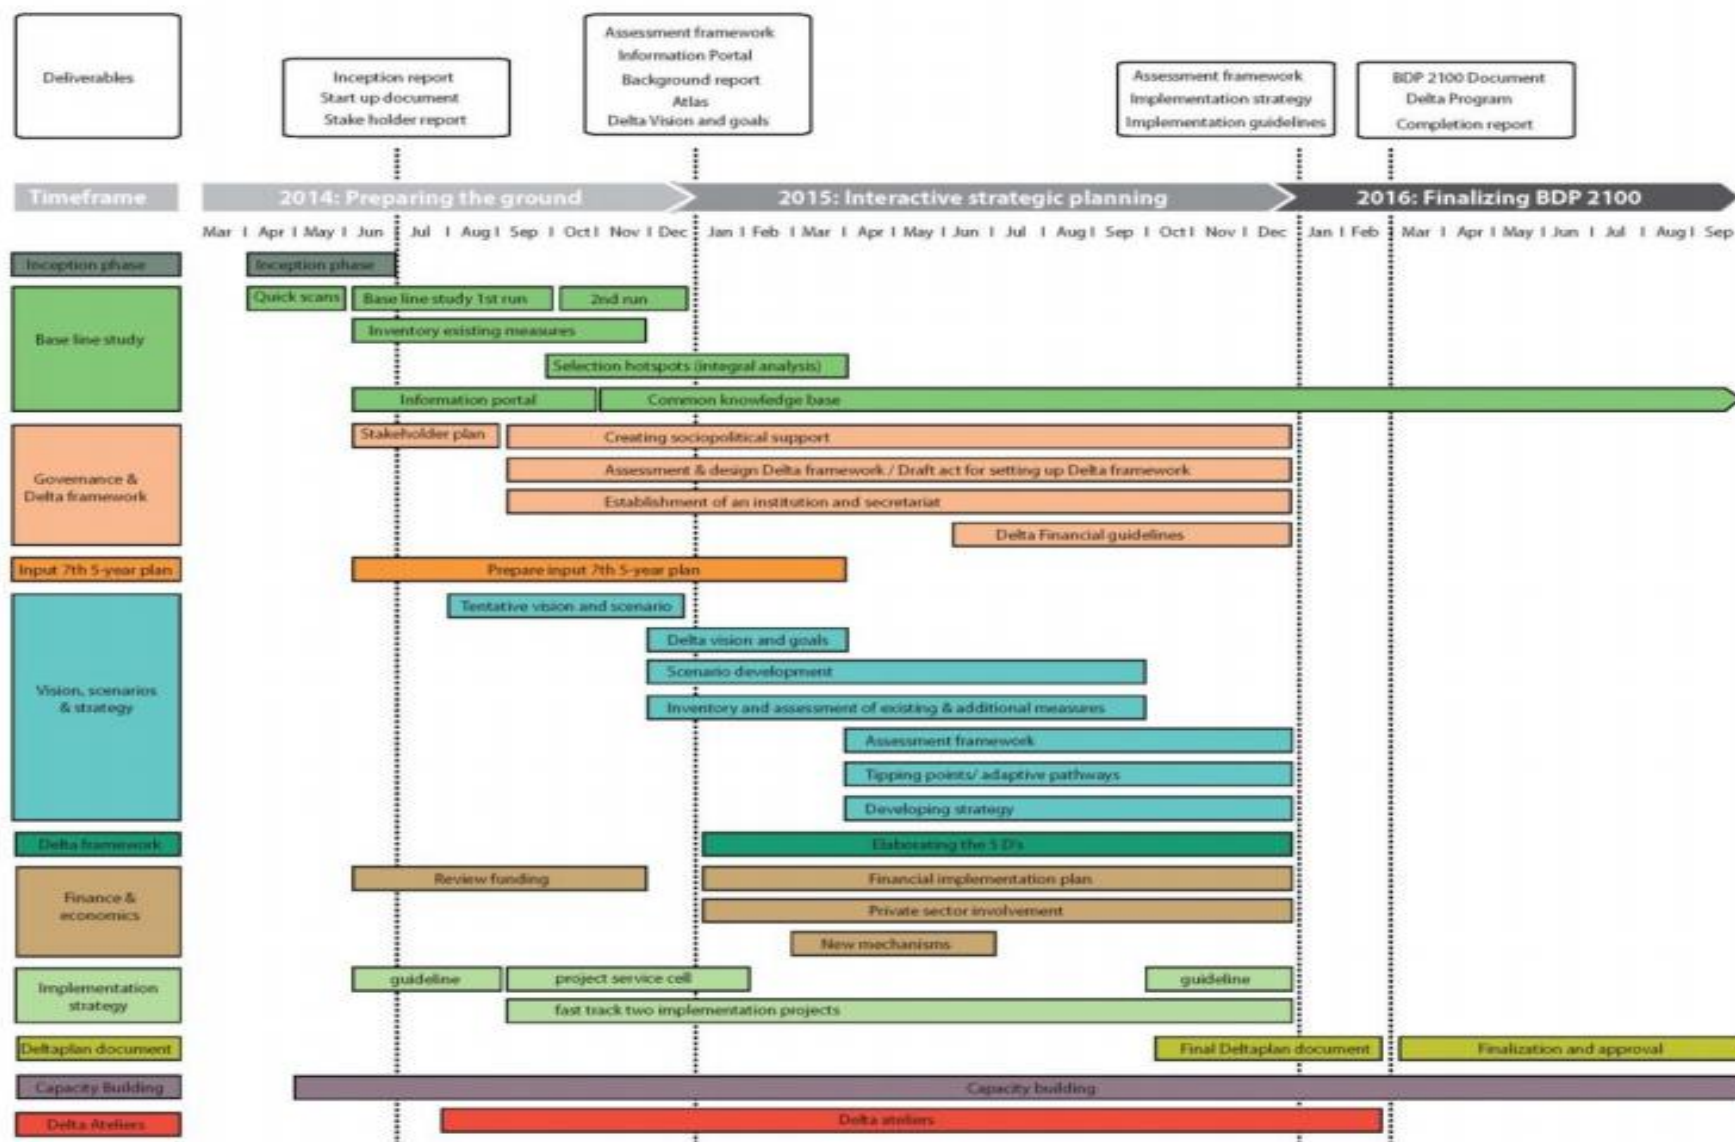 Deliverables
Inception report
Start up document
Stake holder report
Assessment framework
Information Portal
Background report
Atlas
Delta Vision and goals
Assessment framework
Implementation strategy
Implementation guidelines
BDP 2100 Document
Delta Program
Completion report
Timeframe
2014: Preparing the ground
2015: Interactive strategic planning
2016: Finalizing BDP 2100
Mar I Apr I May I Jun I Jul I Aug I Sep I Oct I Nov I Dec I Jan I Feb I Mar I Apr I May I Jun I Jul I Aug I Sep I Oct I Nov I Dec I Jan I Feb I Mar I Apr I May I Jun I Jul I Aug I Sep
Inception phase
Inception phase
Base line study
Quick scans
Base line study 1st run
2nd run
Inventory existing measures
Selection hotspots (integral analysis)
Information portal
Common knowledge base
Governance &
Delta framework
Stakeholder plan
Creating sociopolitical support
Assessment & design Delta framework / Draft act for setting up Delta framework
Establishment of an institution and secretariat
Delta Financial guidelines
Input 7th 5-year plan
Prepare input 7th 5-year plan
Vision, scenarios
& strategy
Tentative vision and scenario
Delta vision and goals
Scenario development
Inventory and assessment of existing & additional measures
Assessment framework
Tipping points/ adaptive pathways
Developing strategy
Delta framework
Elaborating the 5 D's
Finance &
economics
Review funding
Financial implementation plan
Private sector involvement
New mechanisms
Implementation
strategy
guideline
project service cell
guideline
fast track two implementation projects
Deltaplan document
Final Deltaplan document
Finalization and approval
Capacity Building
Capacity building
Delta Ateliers
Delta ateliers